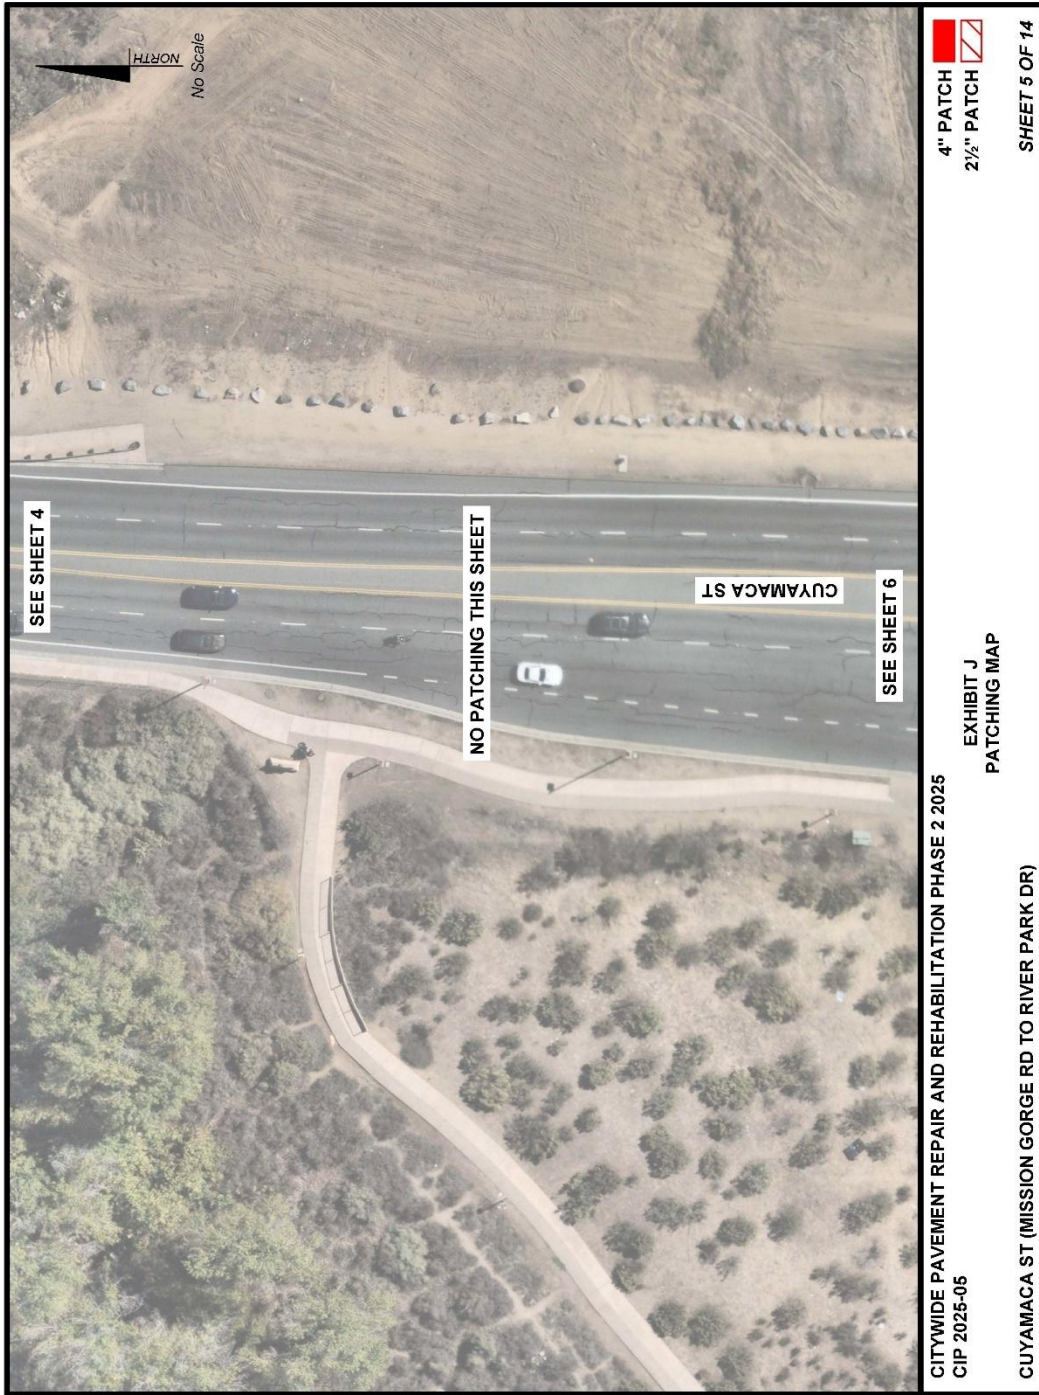 NORTH
No Scale
SEE SHEET 4
NO PATCHING THIS SHEET
CUYAMACA ST
SEE SHEET 6
CITYWIDE PAVEMENT REPAIR AND REHABILITATION PHASE 2 2025
CIP 2025-05
EXHIBIT J
PATCHING MAP
CUYAMACA ST (MISSION GORGE RD TO RIVER PARK DR)
4" PATCH
2½" PATCH
SHEET 5 OF 14